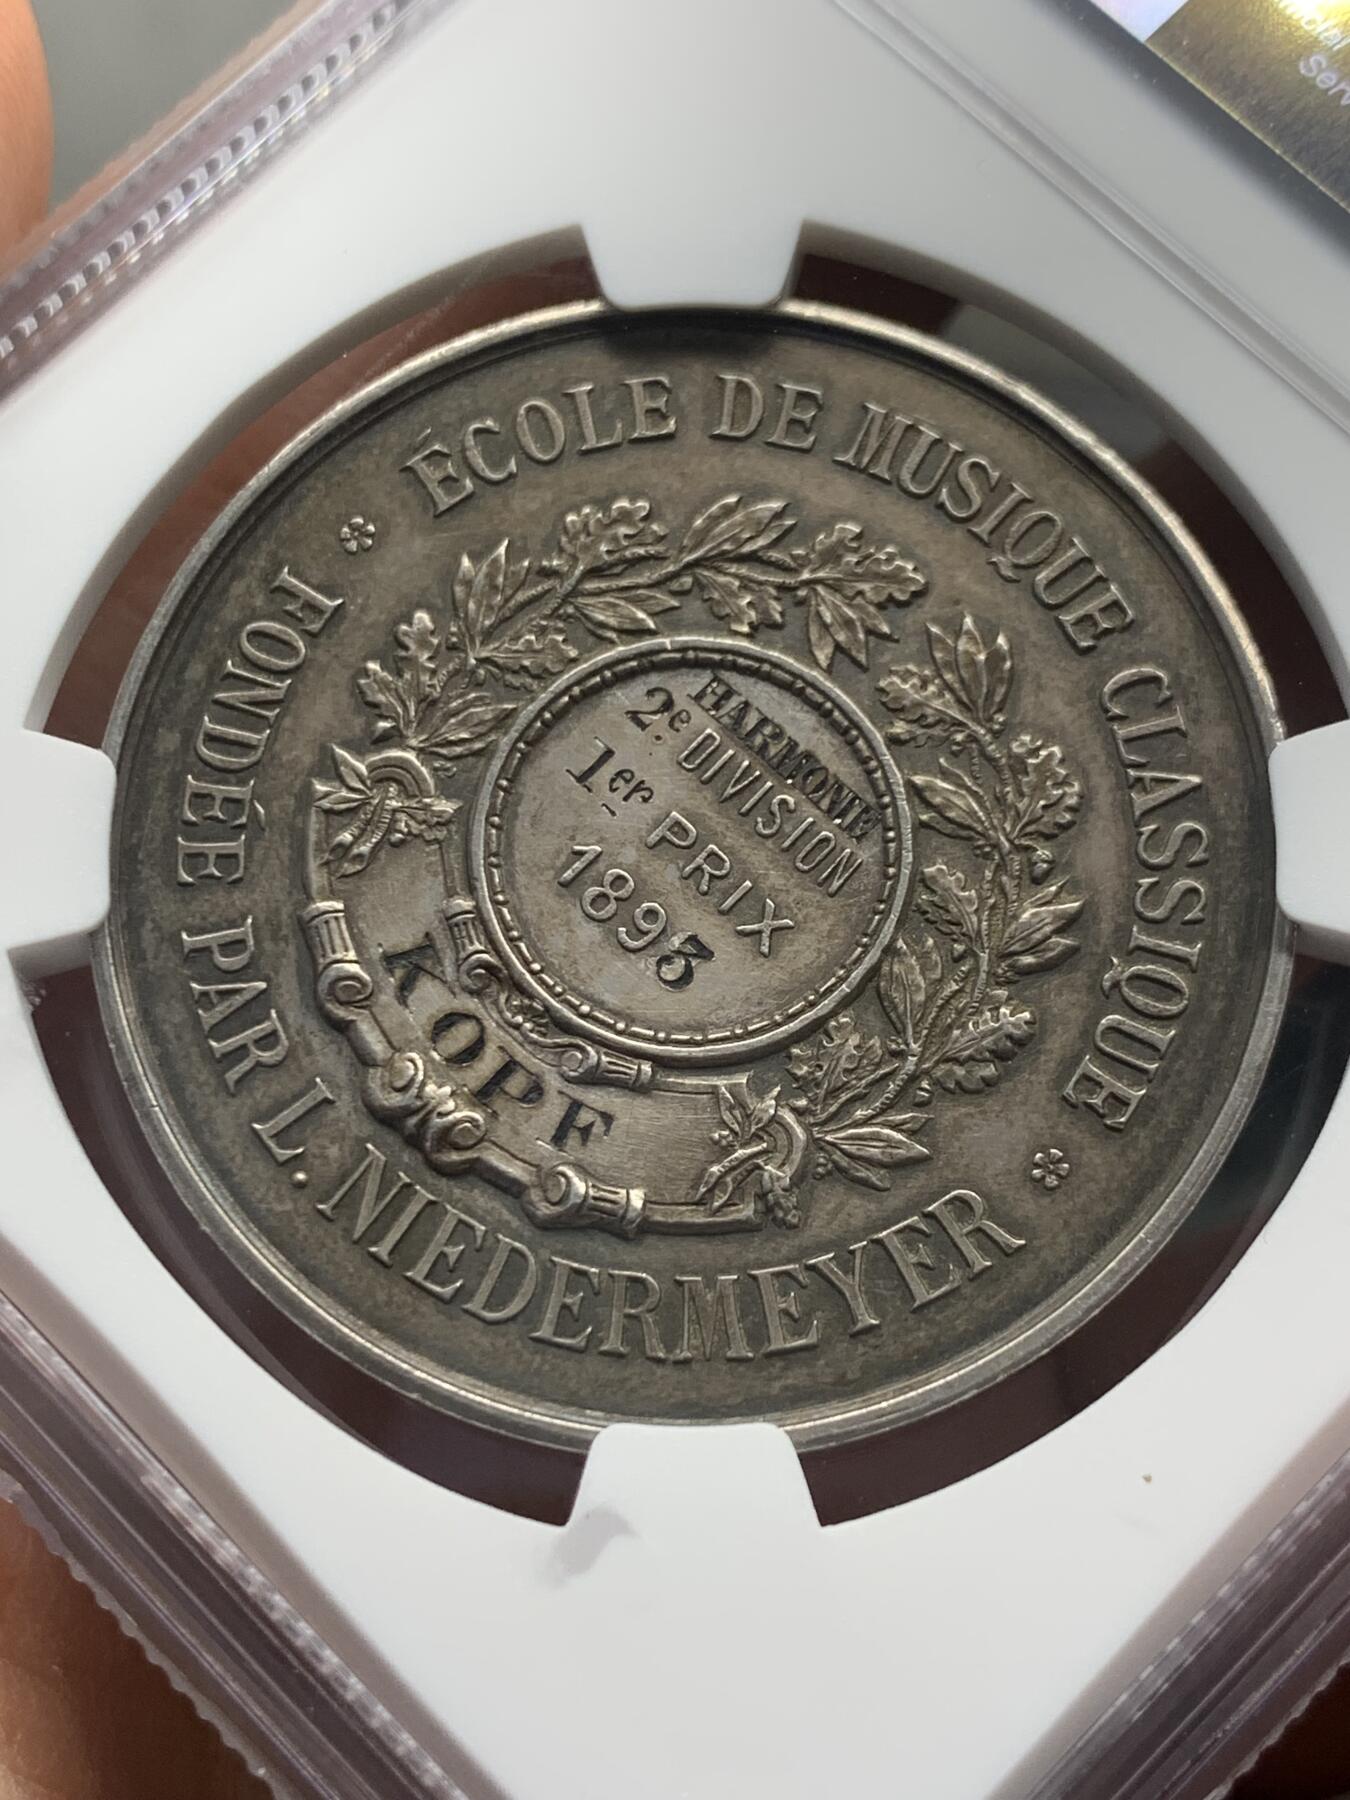 ÉCOLE DE MUSIQUE CLASSIQUE
FONDÉE PAR L. NIEDERMEYER
HARMONIE
2e DIVISION
1er PRIX
1893
KOPF